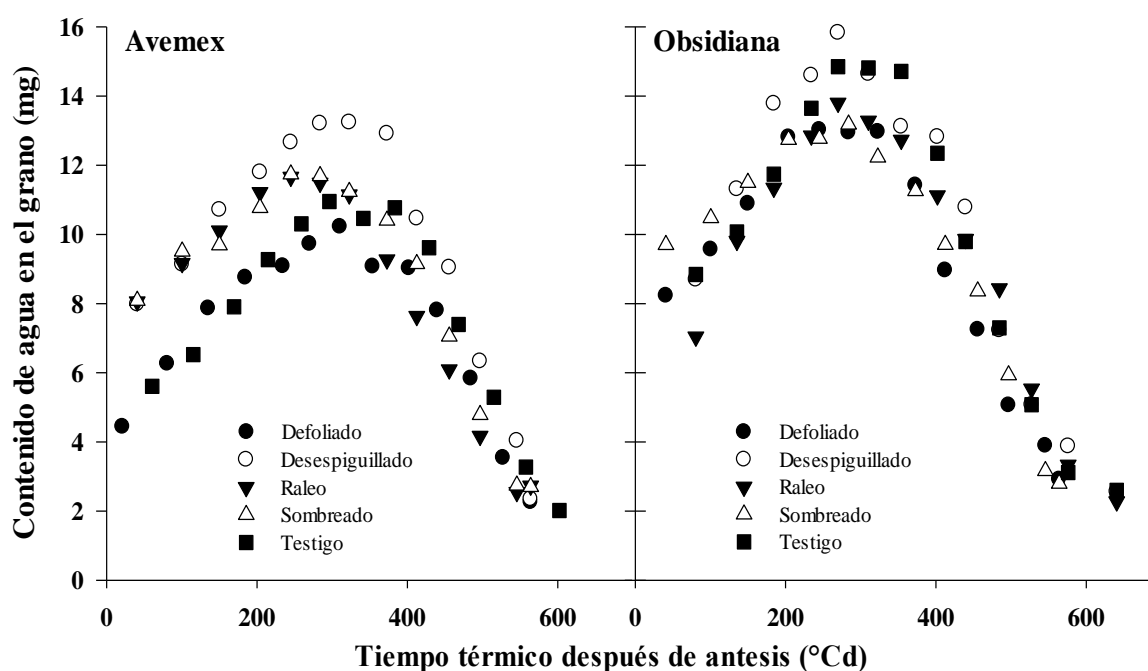 Avemex
Obsidiana
Contenido de agua en el grano (mg)
16
14
12
10
8
6
4
2
0
Defoliado
Desespiguillado
Raleo
Sombreado
Testigo
Defoliado
Desespiguillado
Raleo
Sombreado
Testigo
0 200 400 600
0 200 400 600
Tiempo térmico después de antesis (°Cd)